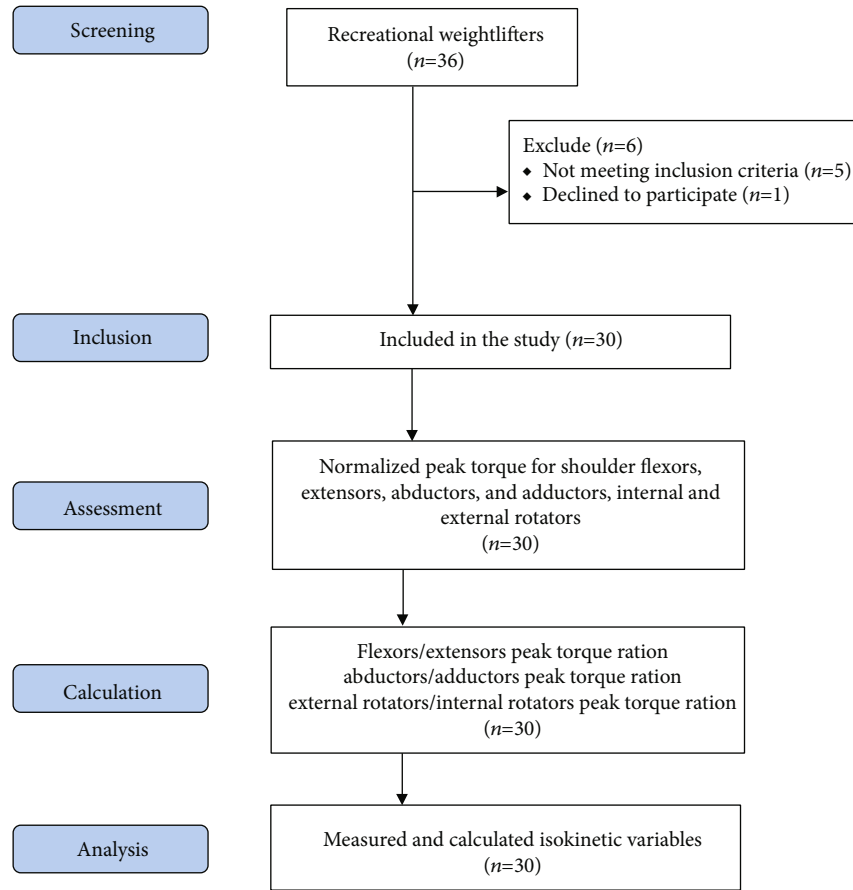 Screening
Recreational weightlifters
(n=36)
Exclude (n=6)
◆ Not meeting inclusion criteria (n=5)
◆ Declined to participate (n=1)
Inclusion
Included in the study (n=30)
Assessment
Normalized peak torque for shoulder flexors,
extensors, abductors, and adductors, internal and
external rotators
(n=30)
Calculation
Flexors/extensors peak torque ration
abductors/adductors peak torque ration
external rotators/internal rotators peak torque ration
(n=30)
Analysis
Measured and calculated isokinetic variables
(n=30)